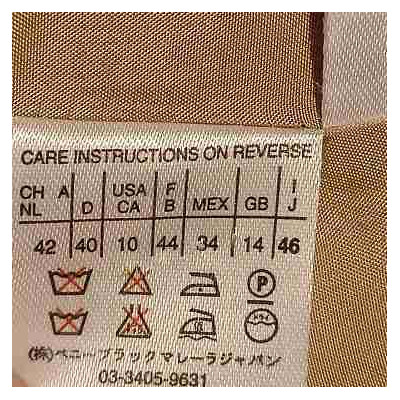 CARE INSTRUCTIONS ON REVERSE
CH A NL D USA CA F B MEX GB I J
42 40 10 44 34 14 46
P
(株)ペニーブラックマレーラジャパン
03-3405-9631